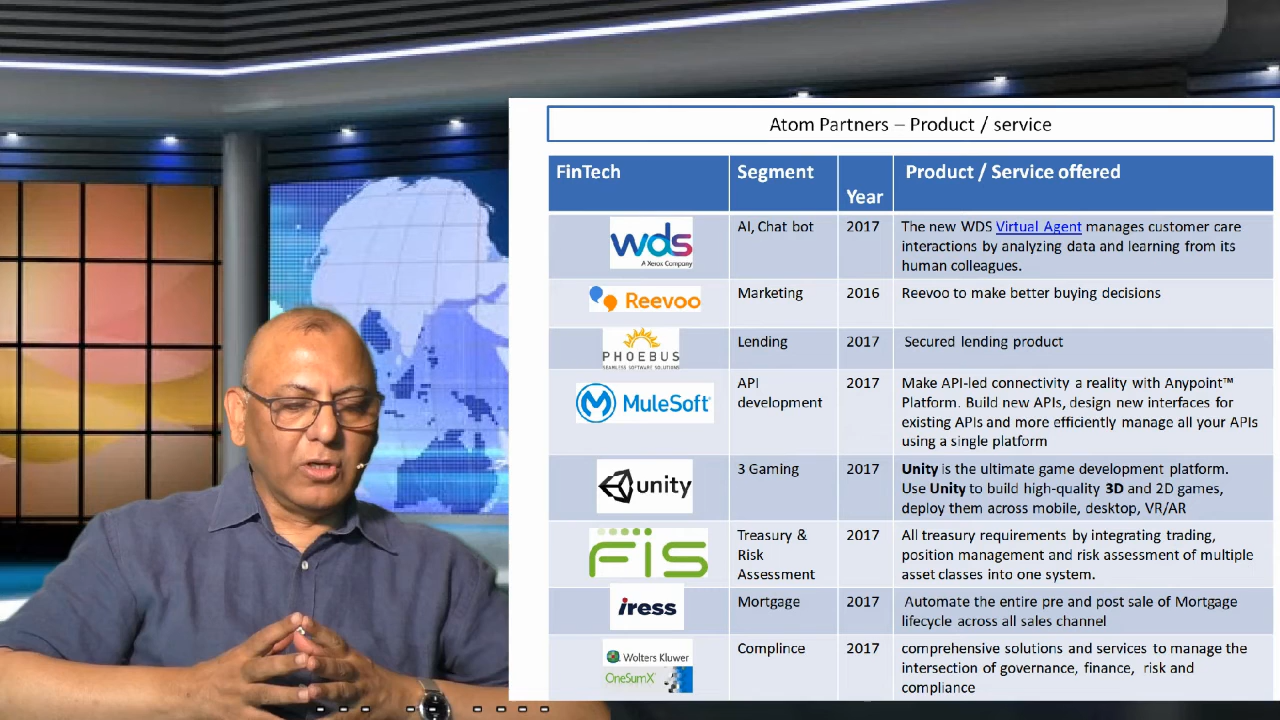 Atom Partners – Product / service
FinTech
Segment
Year
Product / Service offered
wds
A Xerox Company
AI, Chat bot
2017
The new WDS Virtual Agent manages customer care
interactions by analyzing data and learning from its
human colleagues.
Reevoo
Marketing
2016
Reevoo to make better buying decisions
PHOEBUS
SEAMLESS SOFTWARE SOLUTIONS
Lending
2017
Secured lending product
MuleSoft
API
development
2017
Make API-led connectivity a reality with Anypoint™
Platform. Build new APIs, design new interfaces for
existing APIs and more efficiently manage all your APIs
using a single platform
unity
3 Gaming
2017
Unity is the ultimate game development platform.
Use Unity to build high-quality 3D and 2D games,
deploy them across mobile, desktop, VR/AR
FIS
Treasury &
Risk
Assessment
2017
All treasury requirements by integrating trading,
position management and risk assessment of multiple
asset classes into one system.
iress
Mortgage
2017
Automate the entire pre and post sale of Mortgage
lifecycle across all sales channel
Wolters Kluwer
OneSumX
Complince
2017
comprehensive solutions and services to manage the
intersection of governance, finance, risk and
compliance